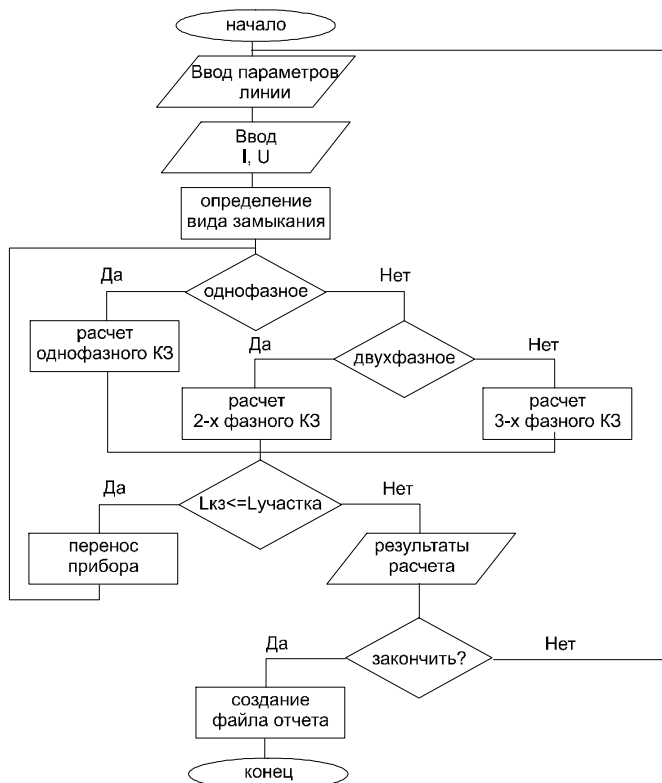 начало
Ввод параметров
линии
Ввод
I, U
определение
вида замыкания
Да
однофазное
Нет
расчет
однофазного КЗ
Да
двухфазное
Нет
расчет
2-х фазного КЗ
расчет
3-х фазного КЗ
Да
Lкз<=Lучастка
Нет
перенос
прибора
результаты
расчета
Да
закончить?
Нет
создание
файла отчета
конец